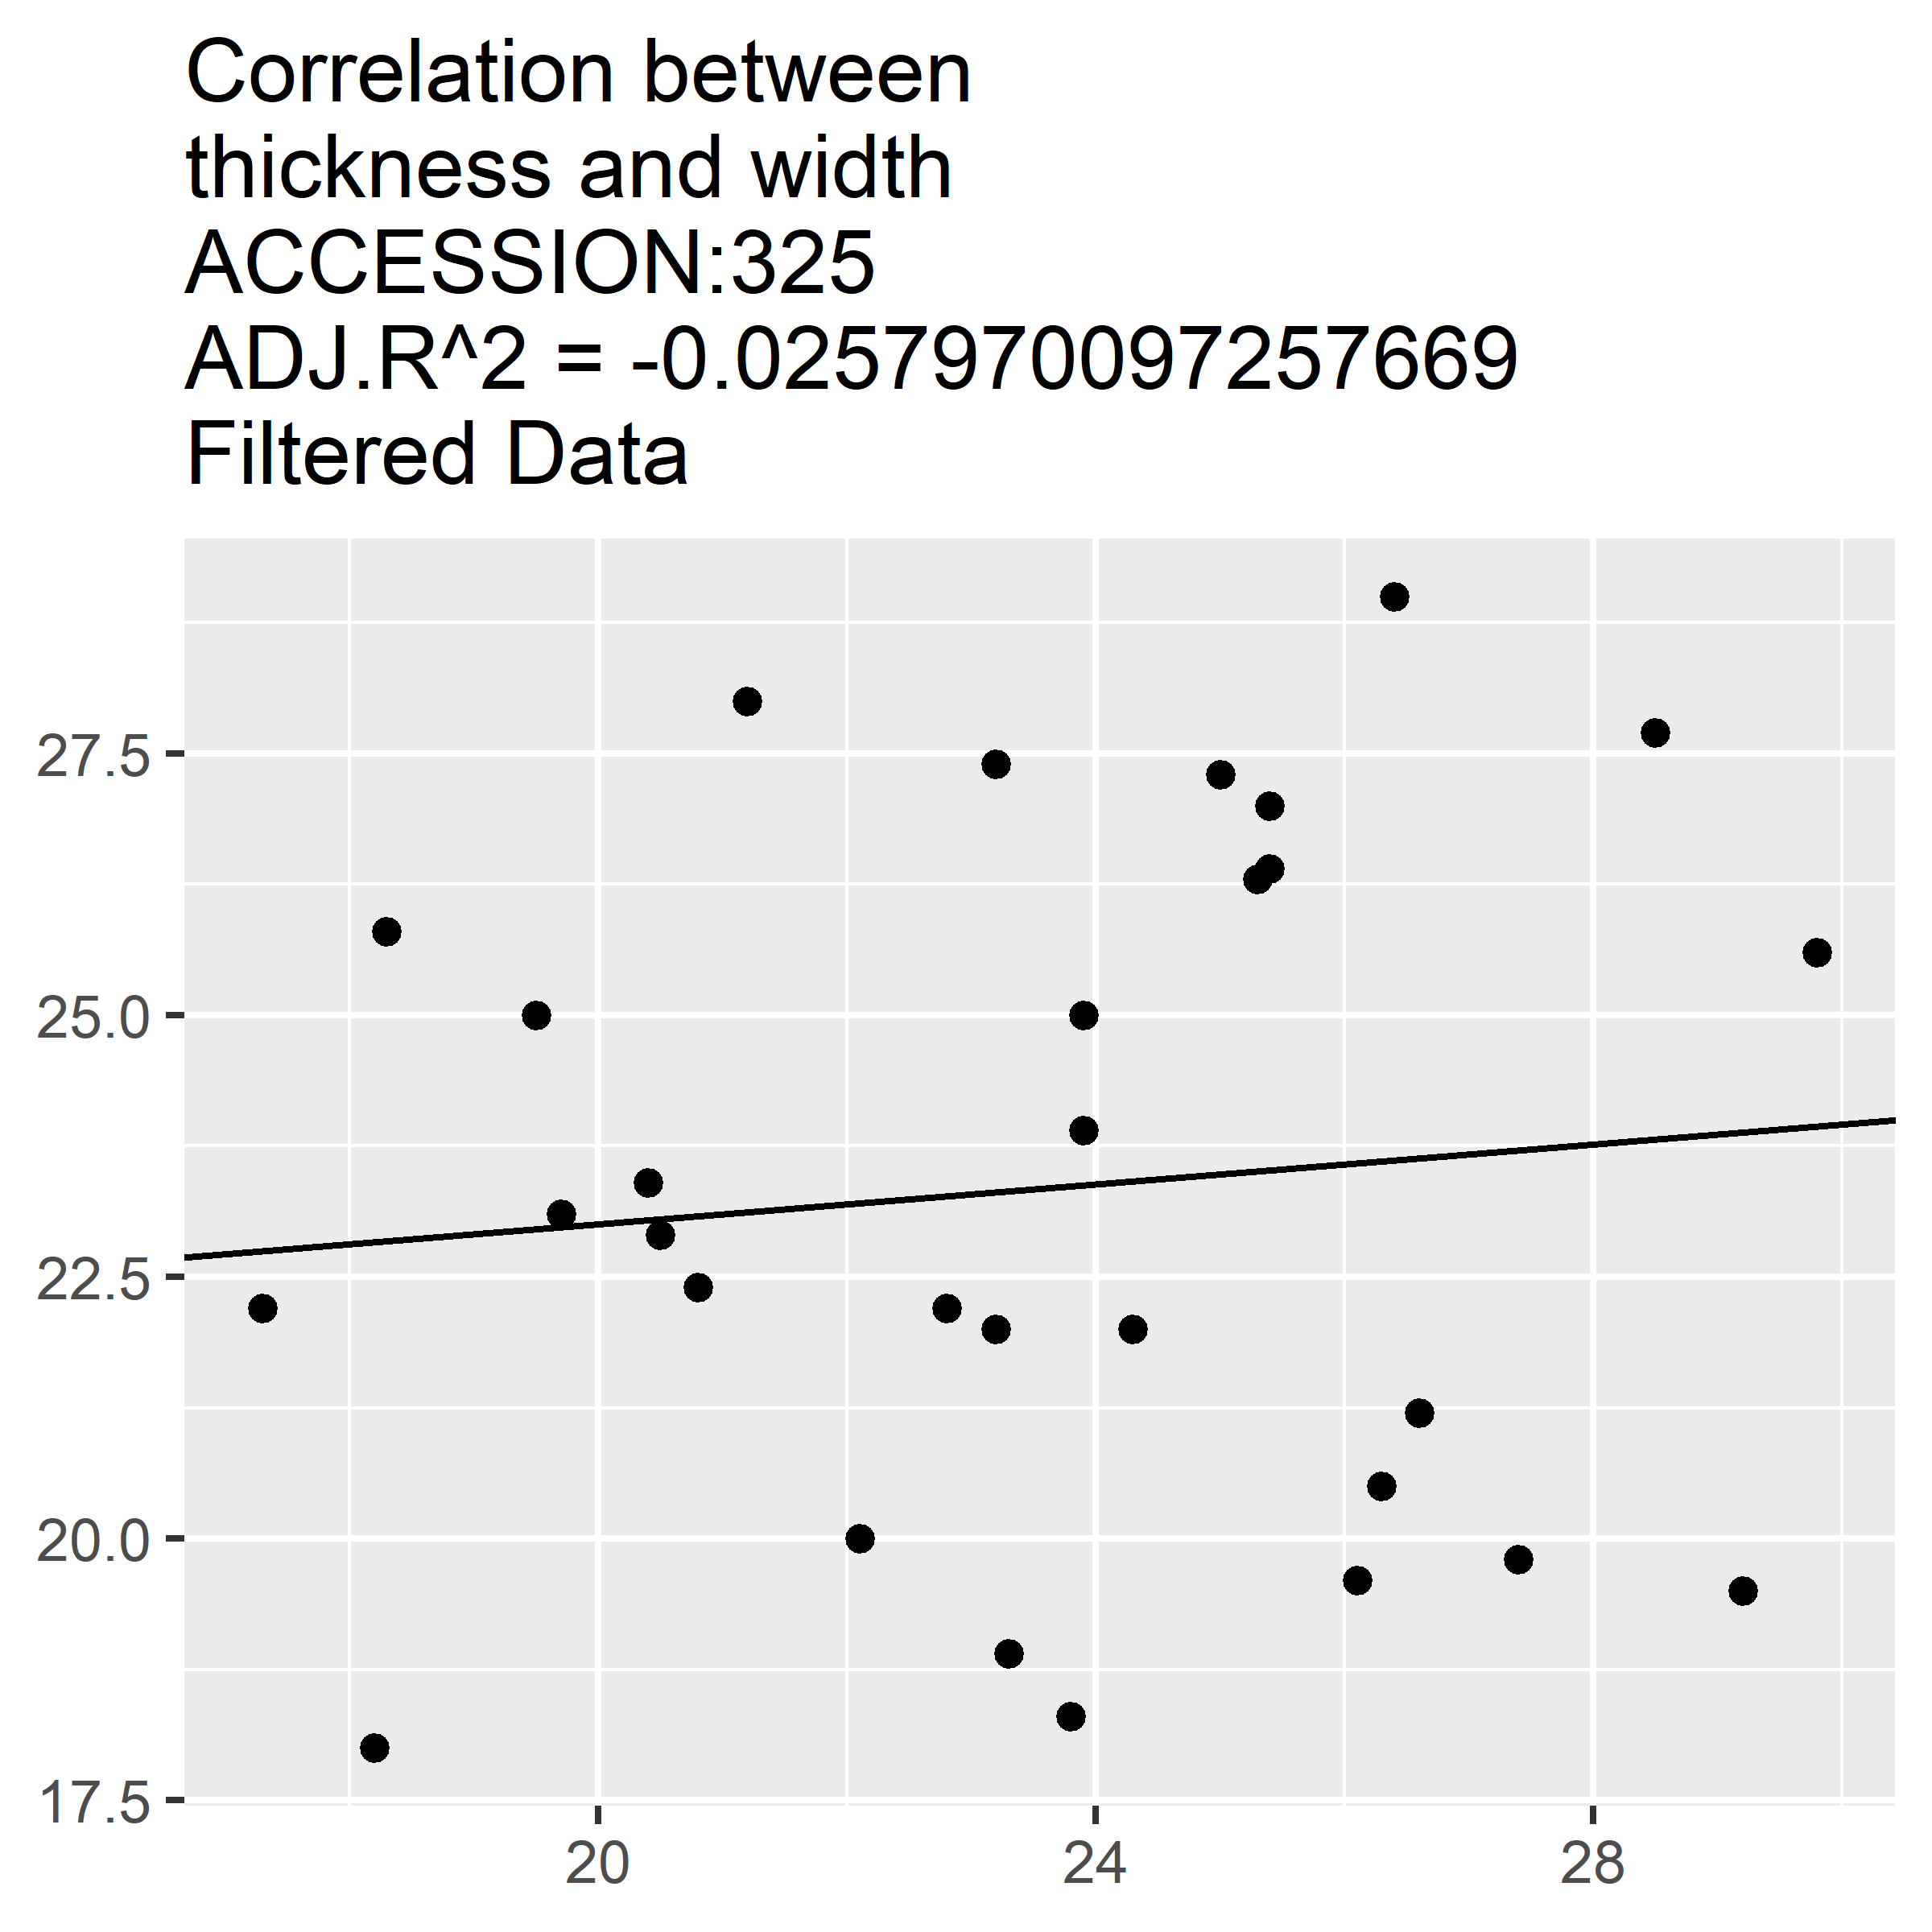 Correlation between
thickness and width
ACCESSION:325
ADJ.R^2 = -0.0257970097257669
Filtered Data
27.5
25.0
22.5
20.0
17.5
20 24 28